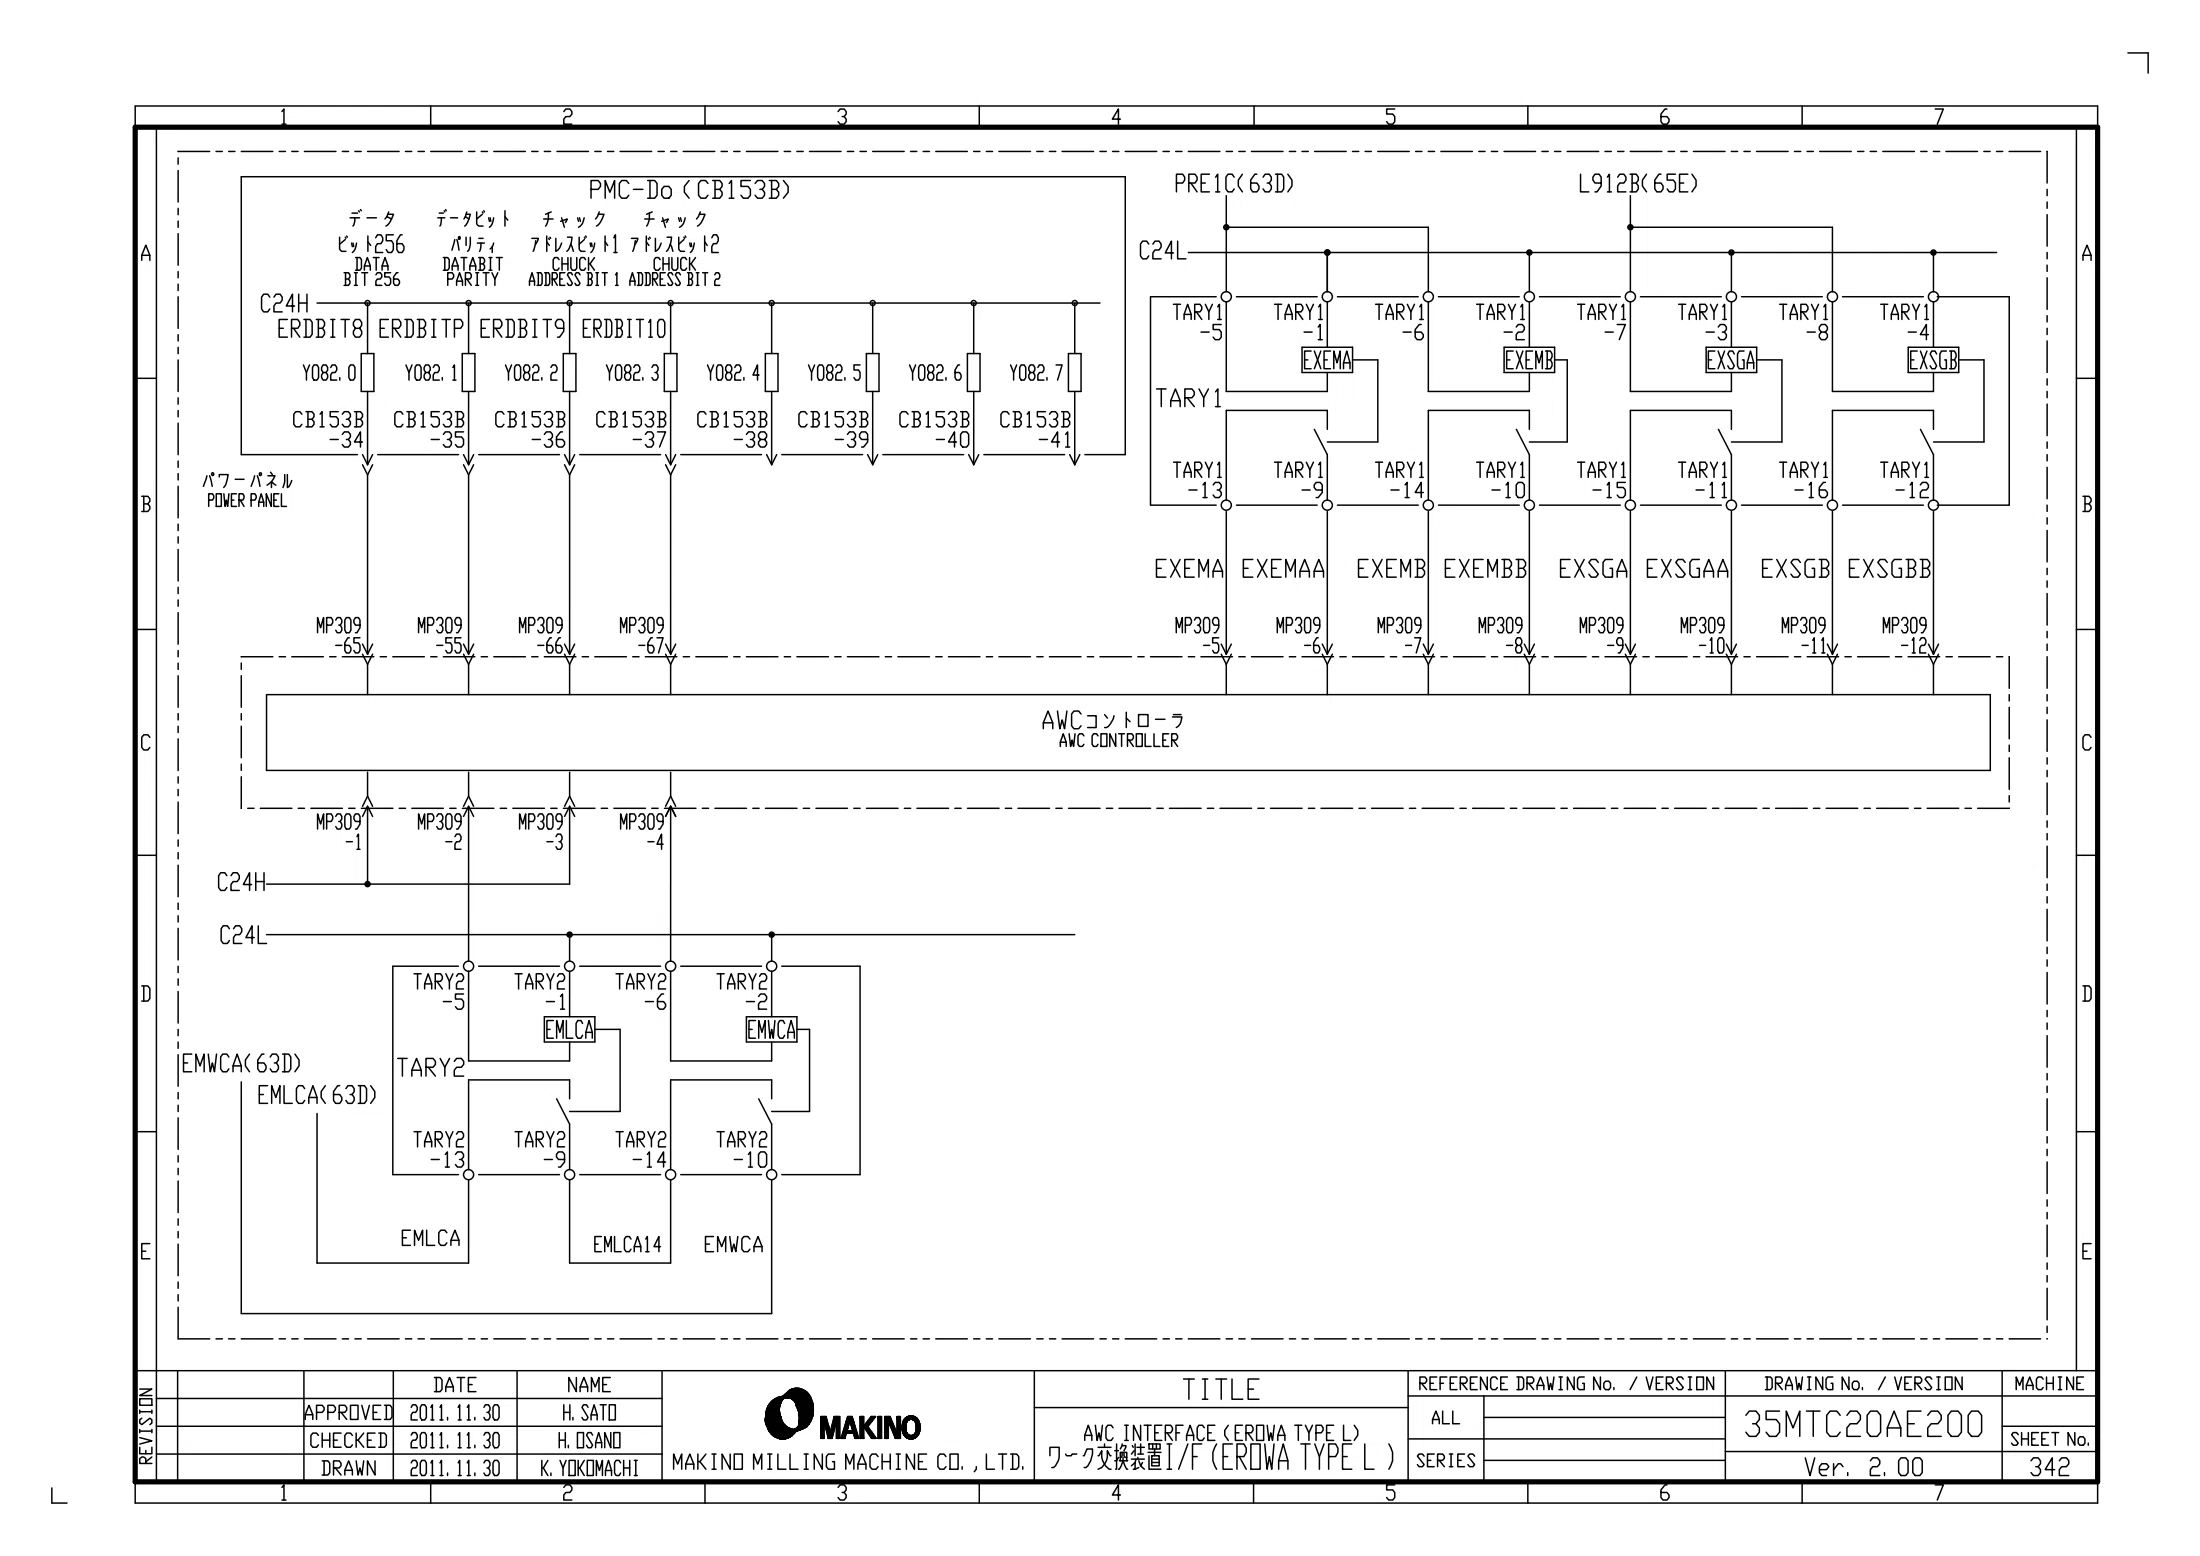 1 2 3 4 5 6 7
A
B
C
D
E
A
B
C
D
E
PMC-Do (CB153B)
データ データビット チャック チャック
ビット256 パリティ アドレスビット1 アドレスビット2
DATA DATABIT CHUCK CHUCK
BIT 256 PARITY ADDRESS BIT 1 ADDRESS BIT 2
C24H
ERDBIT8 ERDBITP ERDBIT9 ERDBIT10
Y082.0 Y082.1 Y082.2 Y082.3 Y082.4 Y082.5 Y082.6 Y082.7
CB153B CB153B CB153B CB153B CB153B CB153B CB153B CB153B
-34 -35 -36 -37 -38 -39 -40 -41
パワーパネル
POWER PANEL
PRE1C(63D) L912B(65E)
C24L
TARY1 TARY1 TARY1 TARY1 TARY1 TARY1 TARY1 TARY1
-5 -1 -6 -2 -7 -3 -8 -4
EXEMA EXEMB EXSGA EXSGB
TARY1
TARY1 TARY1 TARY1 TARY1 TARY1 TARY1 TARY1 TARY1
-13 -9 -14 -10 -15 -11 -16 -12
EXEMA EXEMAA EXEMB EXEMBB EXSGA EXSGAA EXSGB EXSGBB
MP309 MP309 MP309 MP309 MP309 MP309 MP309 MP309 MP309 MP309 MP309 MP309
-65 -55 -66 -67 -5 -6 -7 -8 -9 -10 -11 -12
AWCコントローラ
AWC CONTROLLER
MP309 MP309 MP309 MP309
-1 -2 -3 -4
C24H
C24L
TARY2 TARY2 TARY2 TARY2
-5 -1 -6 -2
EMLCA EMWCA
EMWCA(63D)
TARY2
EMLCA(63D)
TARY2 TARY2 TARY2 TARY2
-13 -9 -14 -10
EMLCA EMLCA14 EMWCA
REVISION
DATE NAME
APPROVED 2011.11.30 H. SATO
CHECKED 2011.11.30 H. OSANO
DRAWN 2011.11.30 K. YOKOMACHI
MAKINO
MAKINO MILLING MACHINE CO., LTD.
TITLE
AWC INTERFACE (EROWA TYPE L)
ワーク交換装置I/F (EROWA TYPE L )
REFERENCE DRAWING No. / VERSION
ALL
SERIES
DRAWING No. / VERSION
35MTC20AE200
Ver. 2.00
MACHINE
SHEET No.
342
1 2 3 4 5 6 7